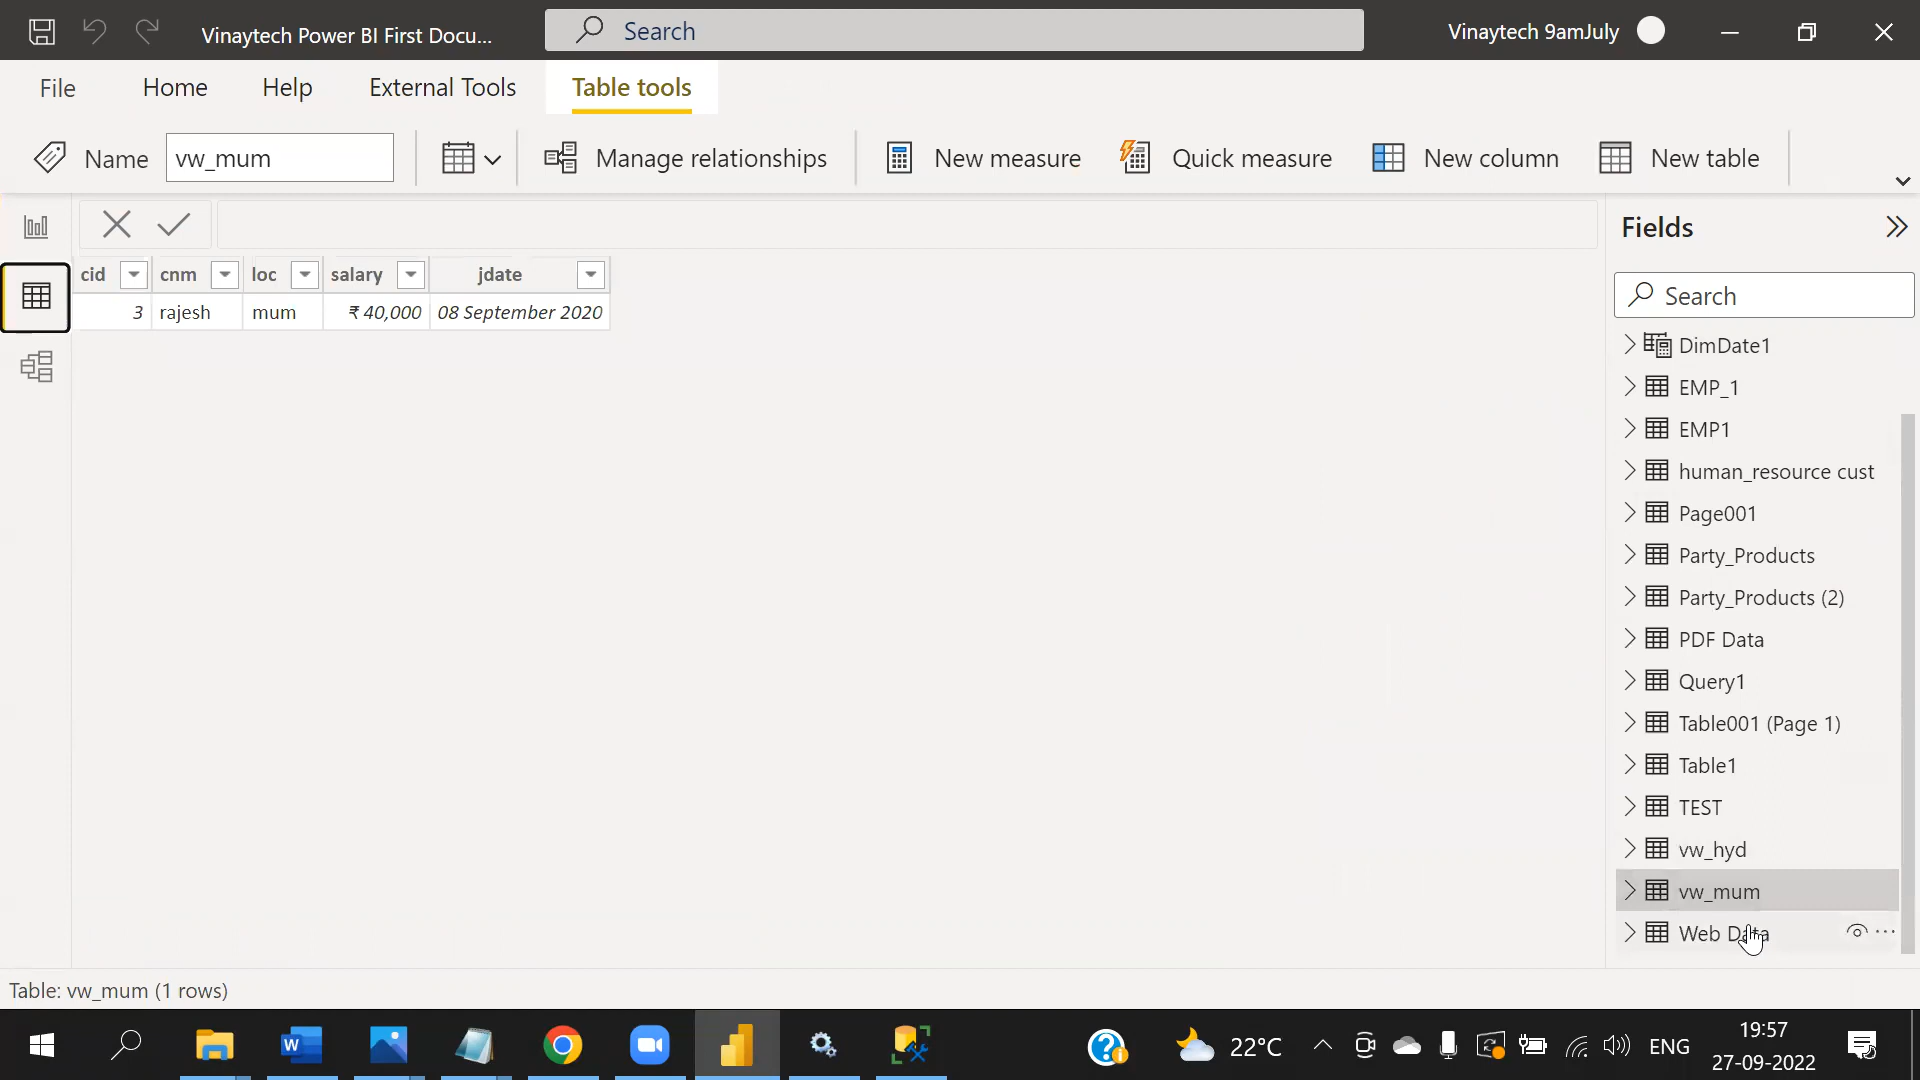 Vinaytech Power BI First Docu...
Search
Vinaytech 9amJuly
File
Home
Help
External Tools
Table tools
Name
vw_mum
Manage relationships
New measure
Quick measure
New column
New table
Fields
Search
cid
cnm
loc
salary
jdate
3
rajesh
mum
₹ 40,000
08 September 2020
DimDate1
EMP_1
EMP1
human_resource cust
Page001
Party_Products
Party_Products (2)
PDF Data
Query1
Table001 (Page 1)
Table1
TEST
vw_hyd
vw_mum
Web Data
Table: vw_mum (1 rows)
22°C
ENG
19:57
27-09-2022